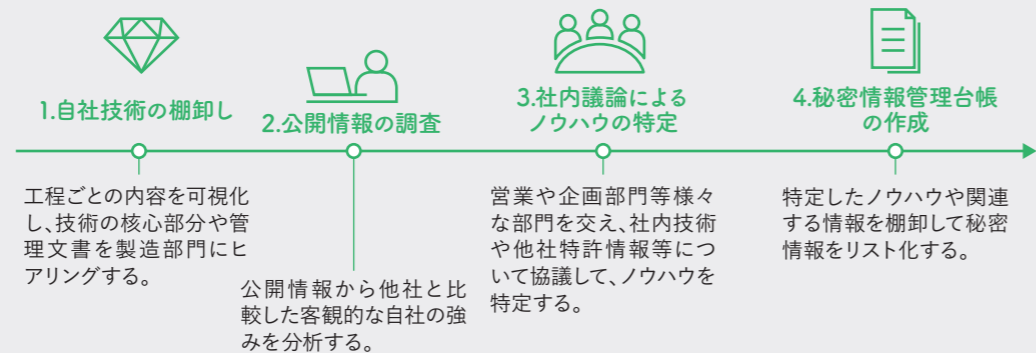 1.自社技術の棚卸し
工程ごとの内容を可視化
し、技術の核心部分や管
理文書を製造部門にヒ
アリングする。
2.公開情報の調査
公開情報から他社と比
較した客観的な自社の強
みを分析する。
3.社内議論による
ノウハウの特定
営業や企画部門等様々
な部門を交え、社内技術
や他社特許情報等につ
いて協議して、ノウハウを
特定する。
4.秘密情報管理台帳
の作成
特定したノウハウや関連
する情報を棚卸して秘密
情報をリスト化する。